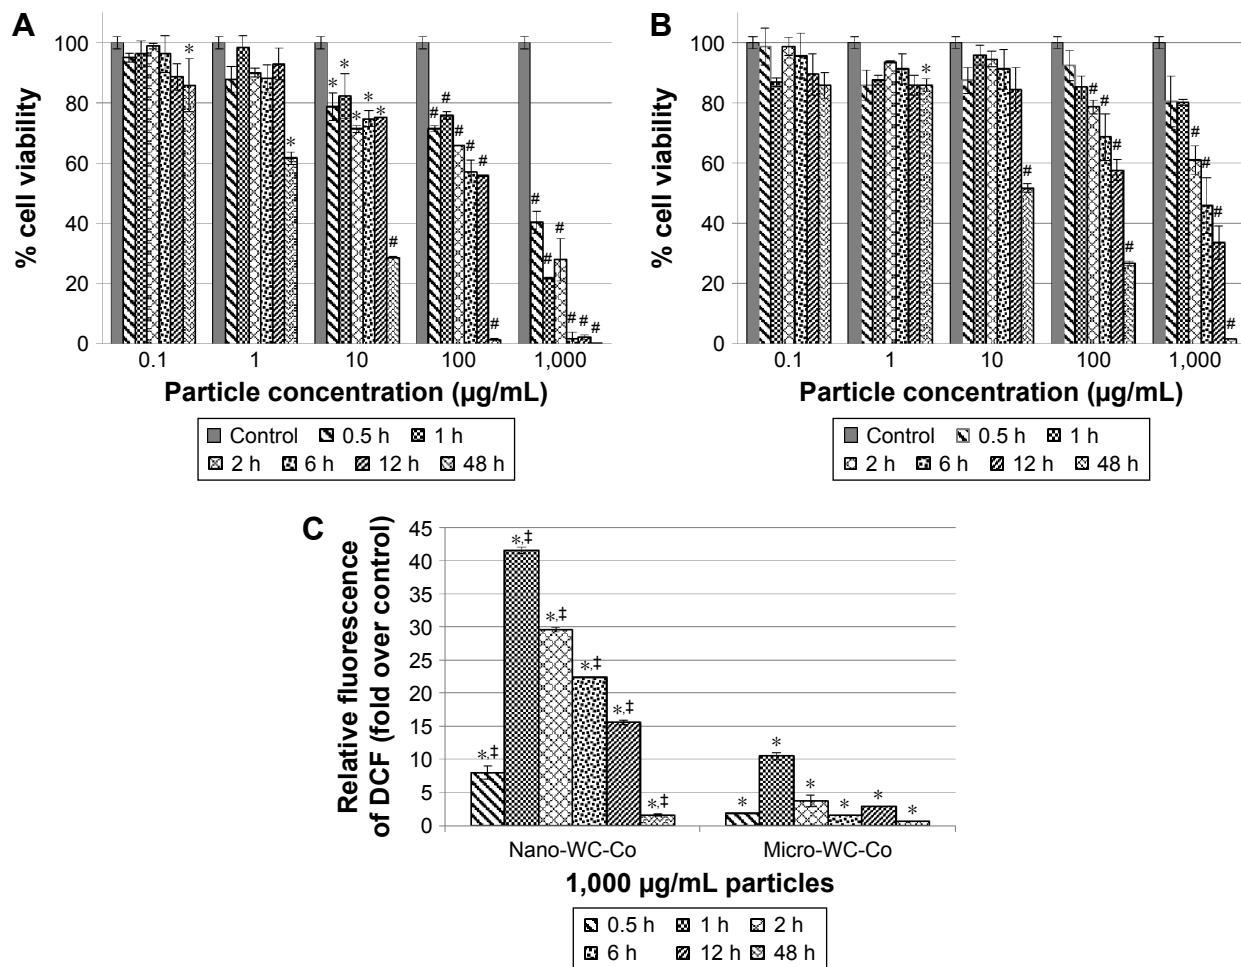 A
% cell viability
100
80
60
40
20
0
* * * * * * * * # # # # # # # # # # # # #
0.1 1 10 100 1,000
Particle concentration (µg/mL)
Control 0.5 h 1 h
2 h 6 h 12 h 48 h
B
% cell viability
100
80
60
40
20
0
* # # # # # # # # #
0.1 1 10 100 1,000
Particle concentration (µg/mL)
Control 0.5 h 1 h
2 h 6 h 12 h 48 h
C
Relative fluorescence
of DCF (fold over control)
45
40
35
30
25
20
15
10
5
0
*,‡ *,‡ *,‡ *,‡ *,‡ *,‡ * * * * * *
Nano-WC-Co Micro-WC-Co
1,000 µg/mL particles
0.5 h 1 h 2 h
6 h 12 h 48 h